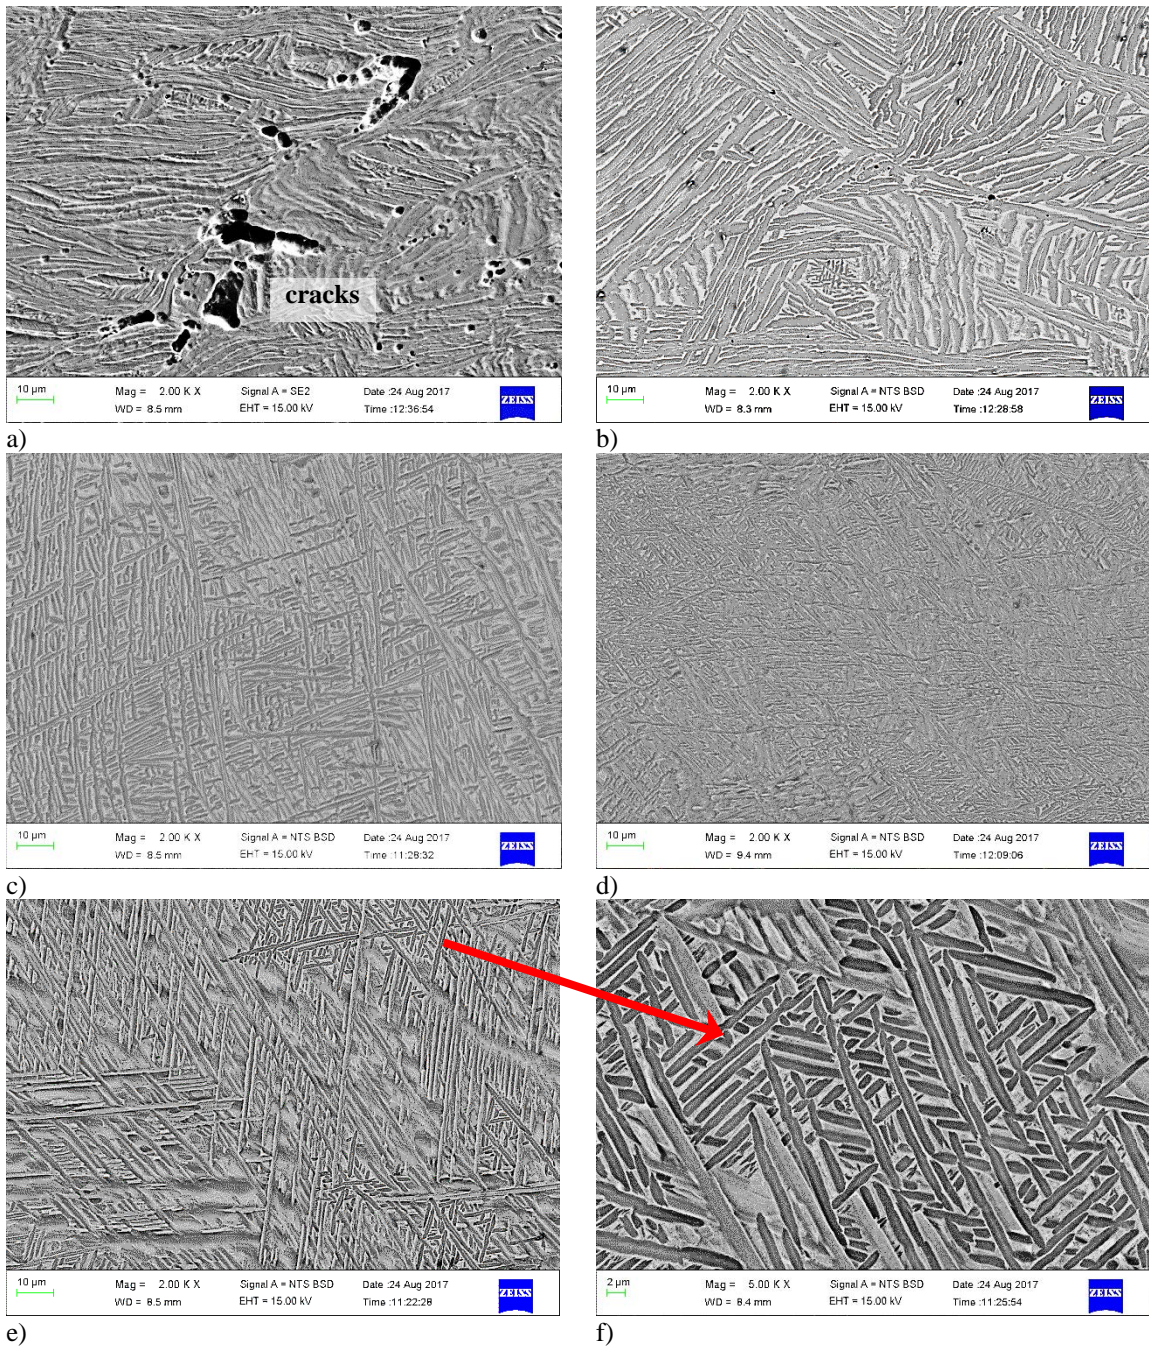 cracks
10 µm Mag = 2.00 K X Signal A = SE2 Date :24 Aug 2017 ZEISS
WD = 8.5 mm EHT = 15.00 kV Time :12:36:54
a)
10 µm Mag = 2.00 K X Signal A = NTS BSD Date :24 Aug 2017 ZEISS
WD = 8.3 mm EHT = 15.00 kV Time :12:28:58
b)
10 µm Mag = 2.00 K X Signal A = NTS BSD Date :24 Aug 2017 ZEISS
WD = 8.5 mm EHT = 15.00 kV Time :11:28:32
c)
10 µm Mag = 2.00 K X Signal A = NTS BSD Date :24 Aug 2017 ZEISS
WD = 9.4 mm EHT = 15.00 kV Time :12:09:06
d)
10 µm Mag = 2.00 K X Signal A = NTS BSD Date :24 Aug 2017 ZEISS
WD = 8.5 mm EHT = 15.00 kV Time :11:22:28
e)
2 µm Mag = 5.00 K X Signal A = NTS BSD Date :24 Aug 2017 ZEISS
WD = 8.4 mm EHT = 15.00 kV Time :11:25:54
f)